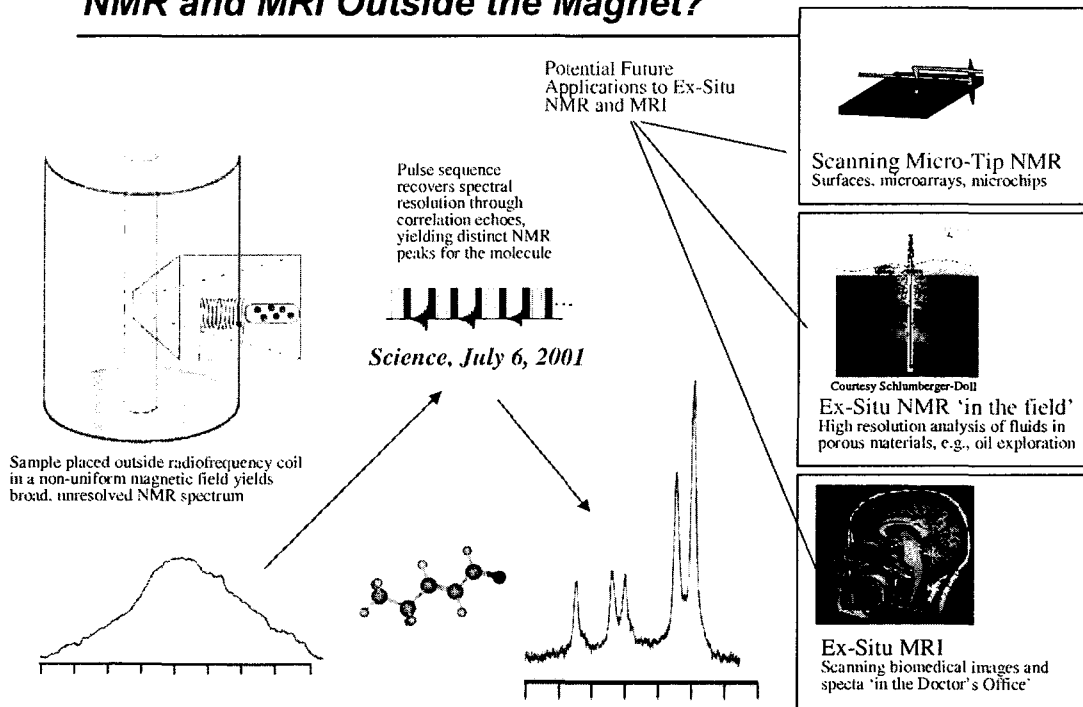 NMR and MRI Outside the Magnet?
Potential Future
Applications to Ex-Situ
NMR and MRI
Pulse sequence
recovers spectral
resolution through
correlation echoes,
yielding distinct NMR
peaks for the molecule
...
Science, July 6, 2001
Sample placed outside radiofrequency coil
in a non-uniform magnetic field yields
broad, unresolved NMR spectrum
Scanning Micro-Tip NMR
Surfaces, microarrays, microchips
Courtesy Schlumberger-Doll
Ex-Situ NMR 'in the field'
High resolution analysis of fluids in
porous materials, e.g., oil exploration
Ex-Situ MRI
Scanning biomedical images and
specta 'in the Doctor's Office'